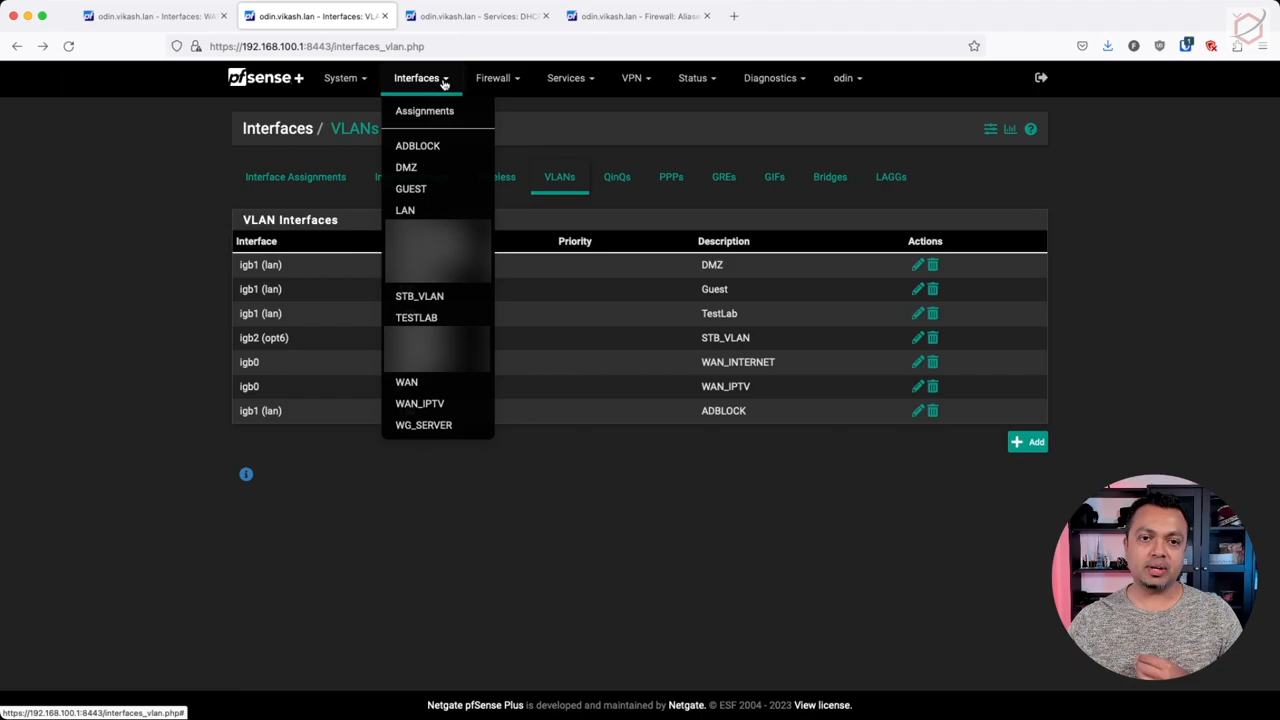 odin.vikash.lan - Interfaces: WA
odin.vikash.lan - Interfaces: VLA
odin.vikash.lan - Services: DHCP
odin.vikash.lan - Firewall: Aliase
https://192.168.100.1:8443/interfaces_vlan.php
1
pfsense+
System
Interfaces
Firewall
Services
VPN
Status
Diagnostics
odin
Assignments
Interfaces / VLANs
ADBLOCK
DMZ
GUEST
LAN
STB_VLAN
TESTLAB
WAN
WAN_IPTV
WG_SERVER
Interface Assignments
VLANs
QinQs
PPPs
GREs
GIFs
Bridges
LAGGs
VLAN Interfaces
Interface Priority Description Actions
igb1 (lan) DMZ
igb1 (lan) Guest
igb1 (lan) TestLab
igb2 (opt6) STB_VLAN
igb0 WAN_INTERNET
igb0 WAN_IPTV
igb1 (lan) ADBLOCK
Add
Netgate pfSense Plus is developed and maintained by Netgate. © ESF 2004 - 2023 View license.
https://192.168.100.1:8443/interfaces_vlan.php#